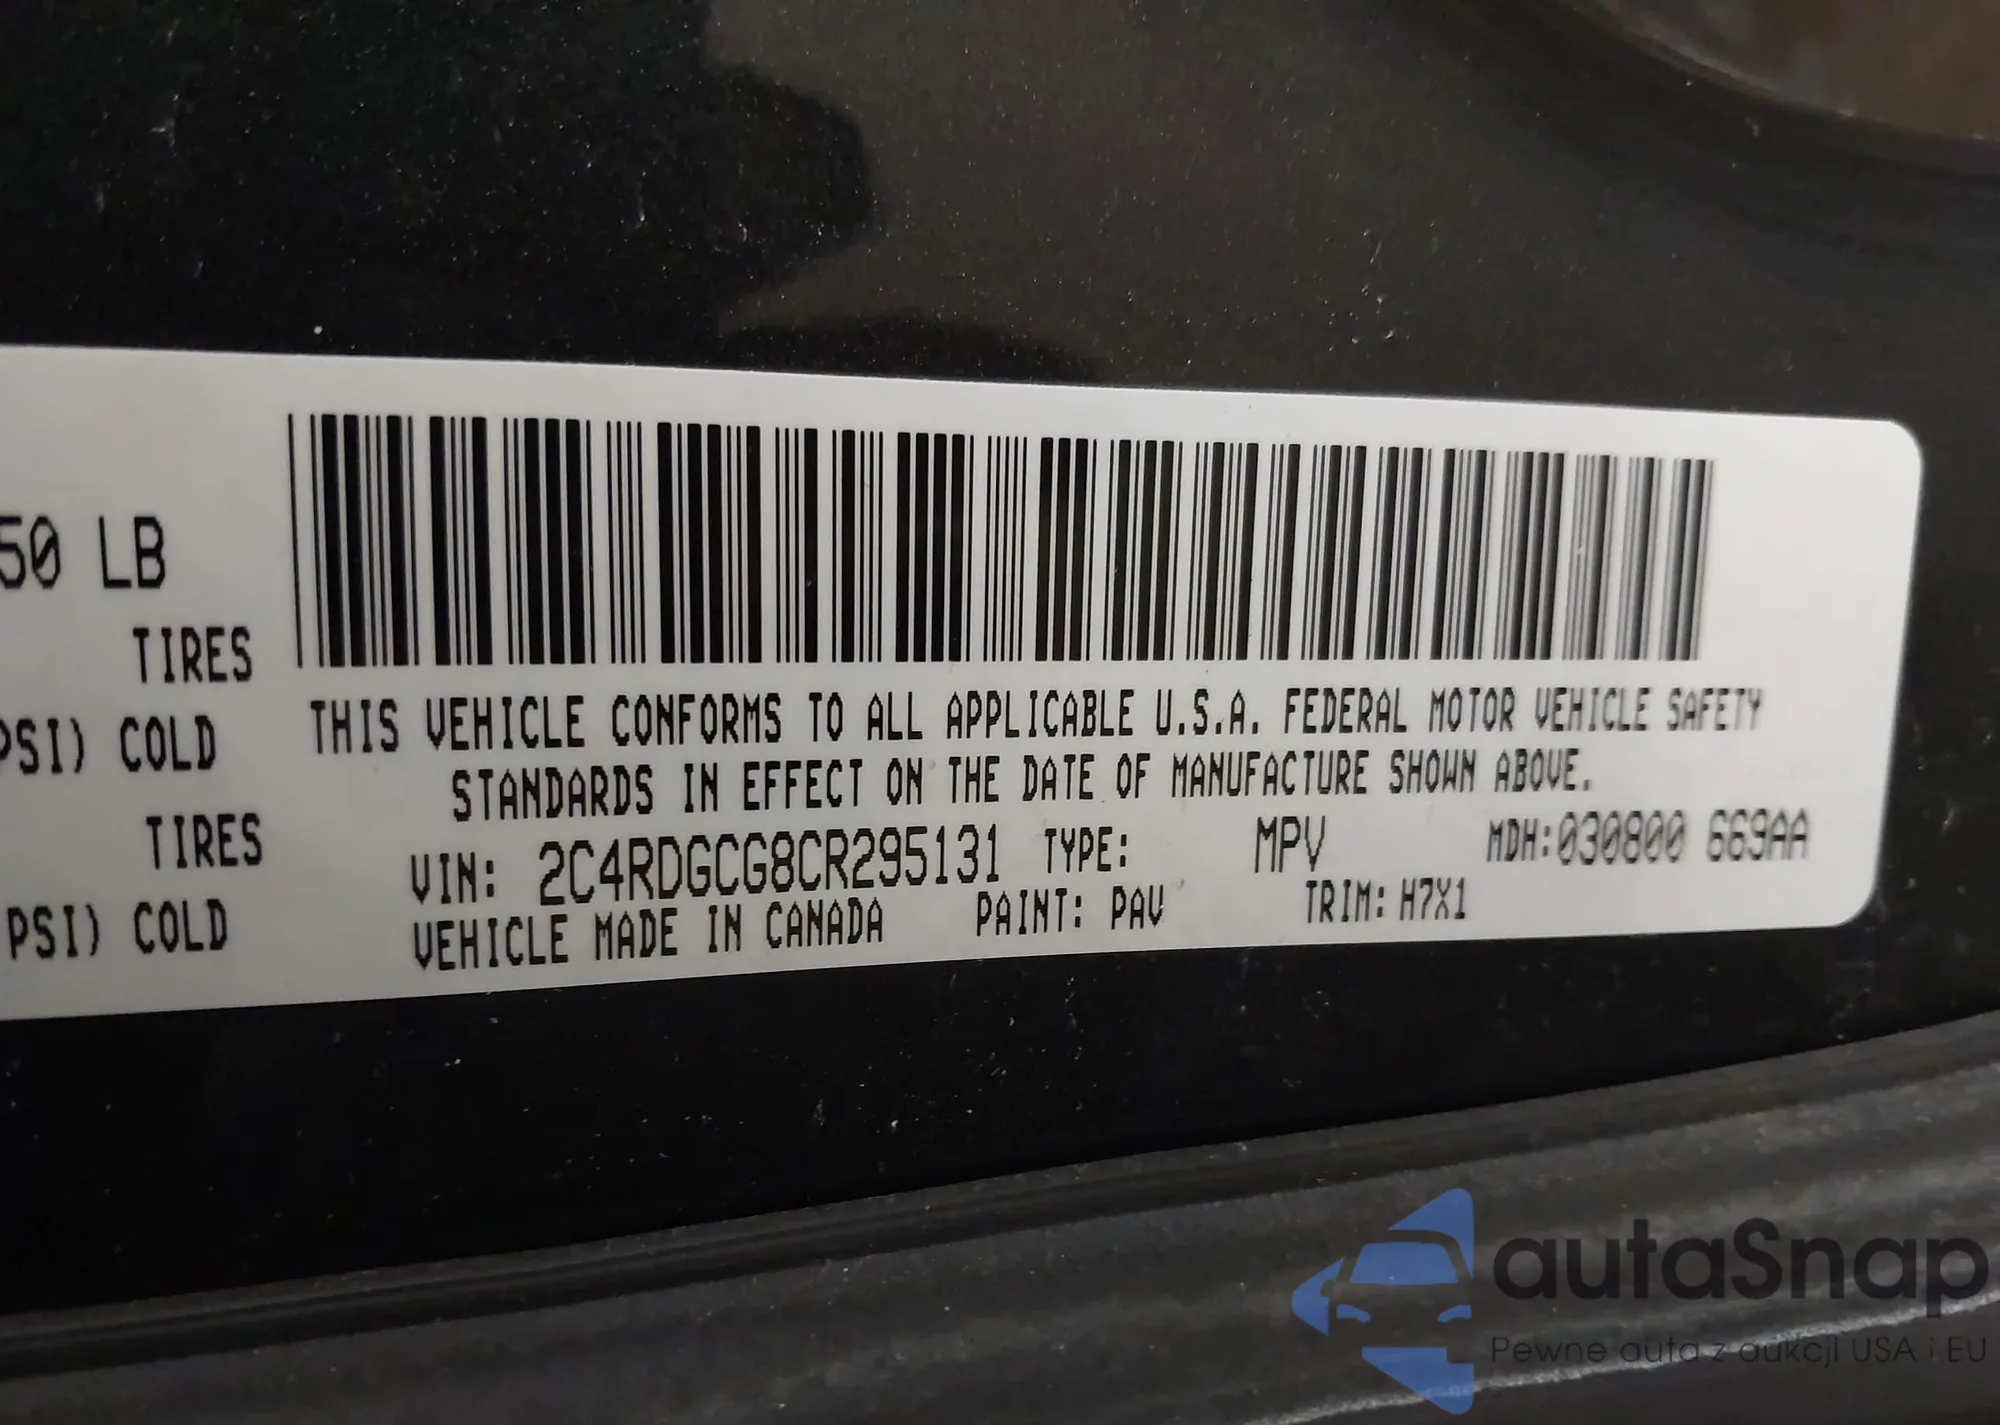 50 LB
TIRES
PSI) COLD
TIRES
PSI) COLD
THIS VEHICLE CONFORMS TO ALL APPLICABLE U.S.A. FEDERAL MOTOR VEHICLE SAFETY
STANDARDS IN EFFECT ON THE DATE OF MANUFACTURE SHOWN ABOVE.
VIN: 2C4RDGCG8CR295131 TYPE: MPV MDH:030800 669AA
VEHICLE MADE IN CANADA PAINT: PAV TRIM: H7X1
autaSnap
Pewne auta z aukcji USA i EU